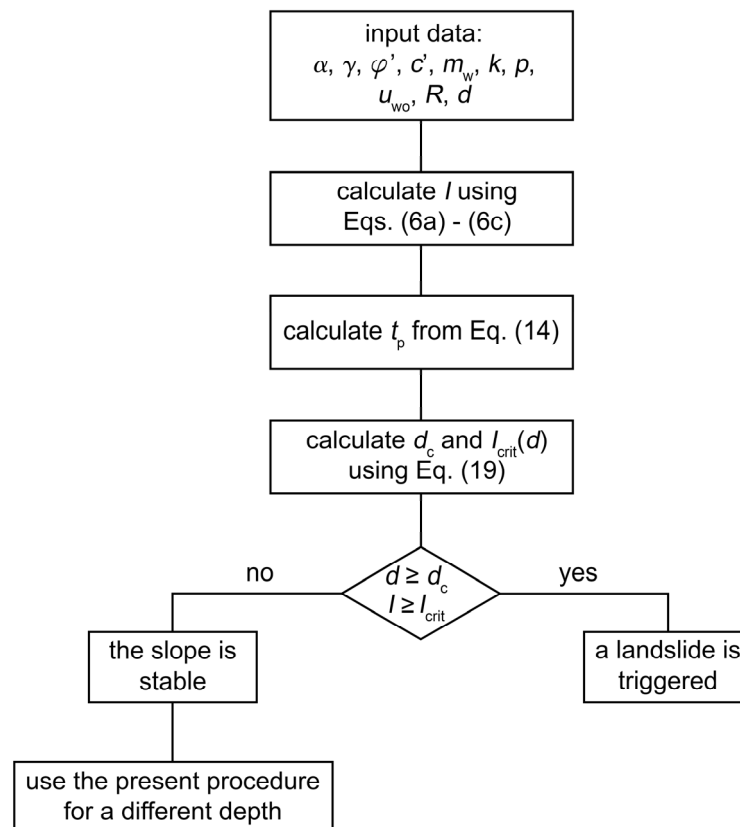 input data:
α, γ, φ’, c’, m_w, k, p,
u_wo, R, d
calculate I using
Eqs. (6a) - (6c)
calculate t_p from Eq. (14)
calculate d_c and I_crit(d)
using Eq. (19)
d ≥ d_c
I ≥ I_crit
no
yes
the slope is
stable
a landslide is
triggered
use the present procedure
for a different depth